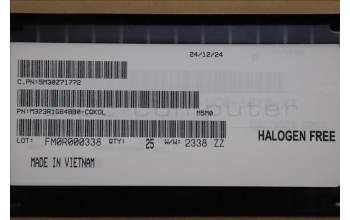 24/12/24
C.PN:5M30Z71772
PN:M323R1GB4BB0-CQKOL MSM0
LOT: FM0R000338 QTY: 25 W/W: 2338 ZZ
HALOGEN FREE
MADE IN VIETNAM